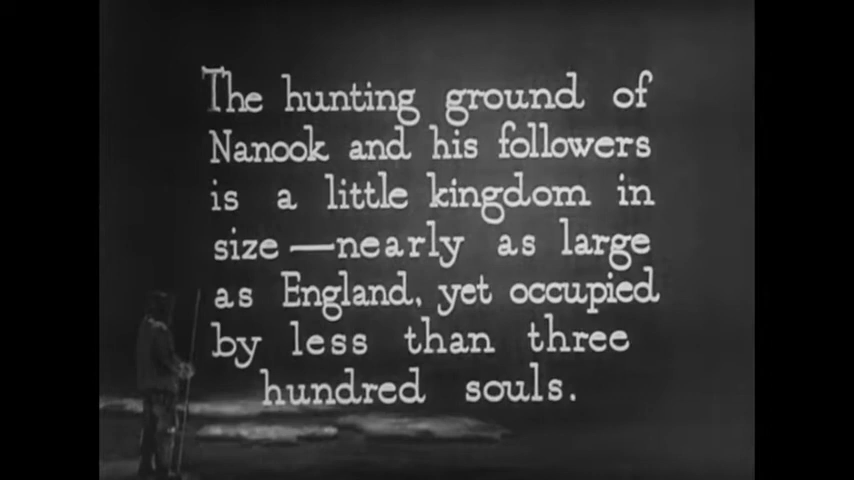 The hunting ground of
Nanook and his followers
is a little kingdom in
size—nearly as large
as England, yet occupied
by less than three
hundred souls.